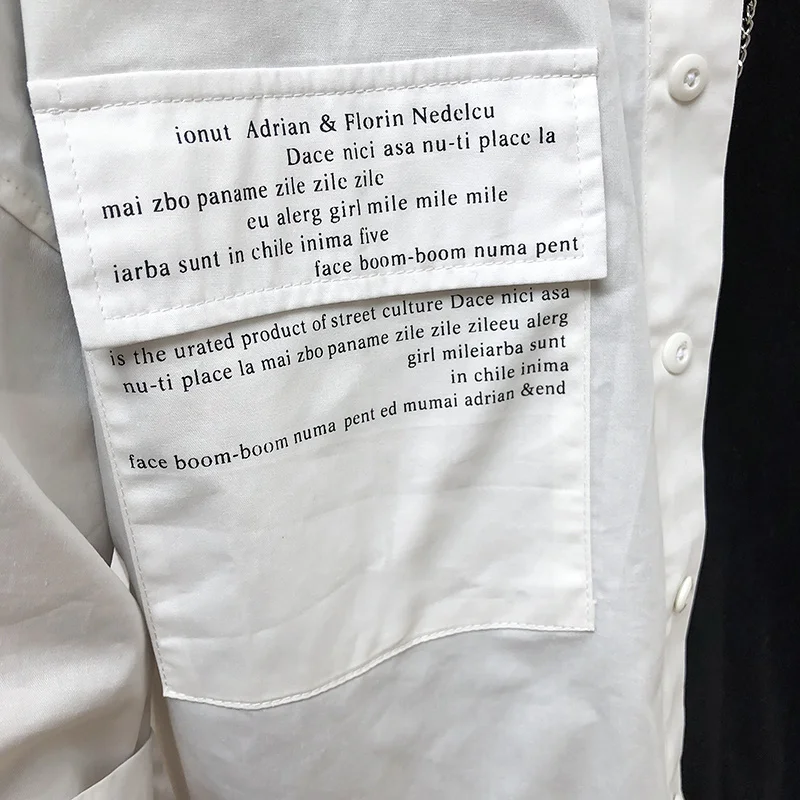 ionut Adrian & Florin Nedelcu
Dace nici asa nu-ti place la
mai zbo paname zile zile zile
eu alerg girl mile mile mile
iarba sunt in chile inima five
face boom-boom numa pent
is the urated product of street culture Dace nici asa
nu-ti place la mai zbo paname zile zile zileeu alerg
girl mileiarba sunt
in chile inima
face boom-boom numa pent ed mumai adrian &end